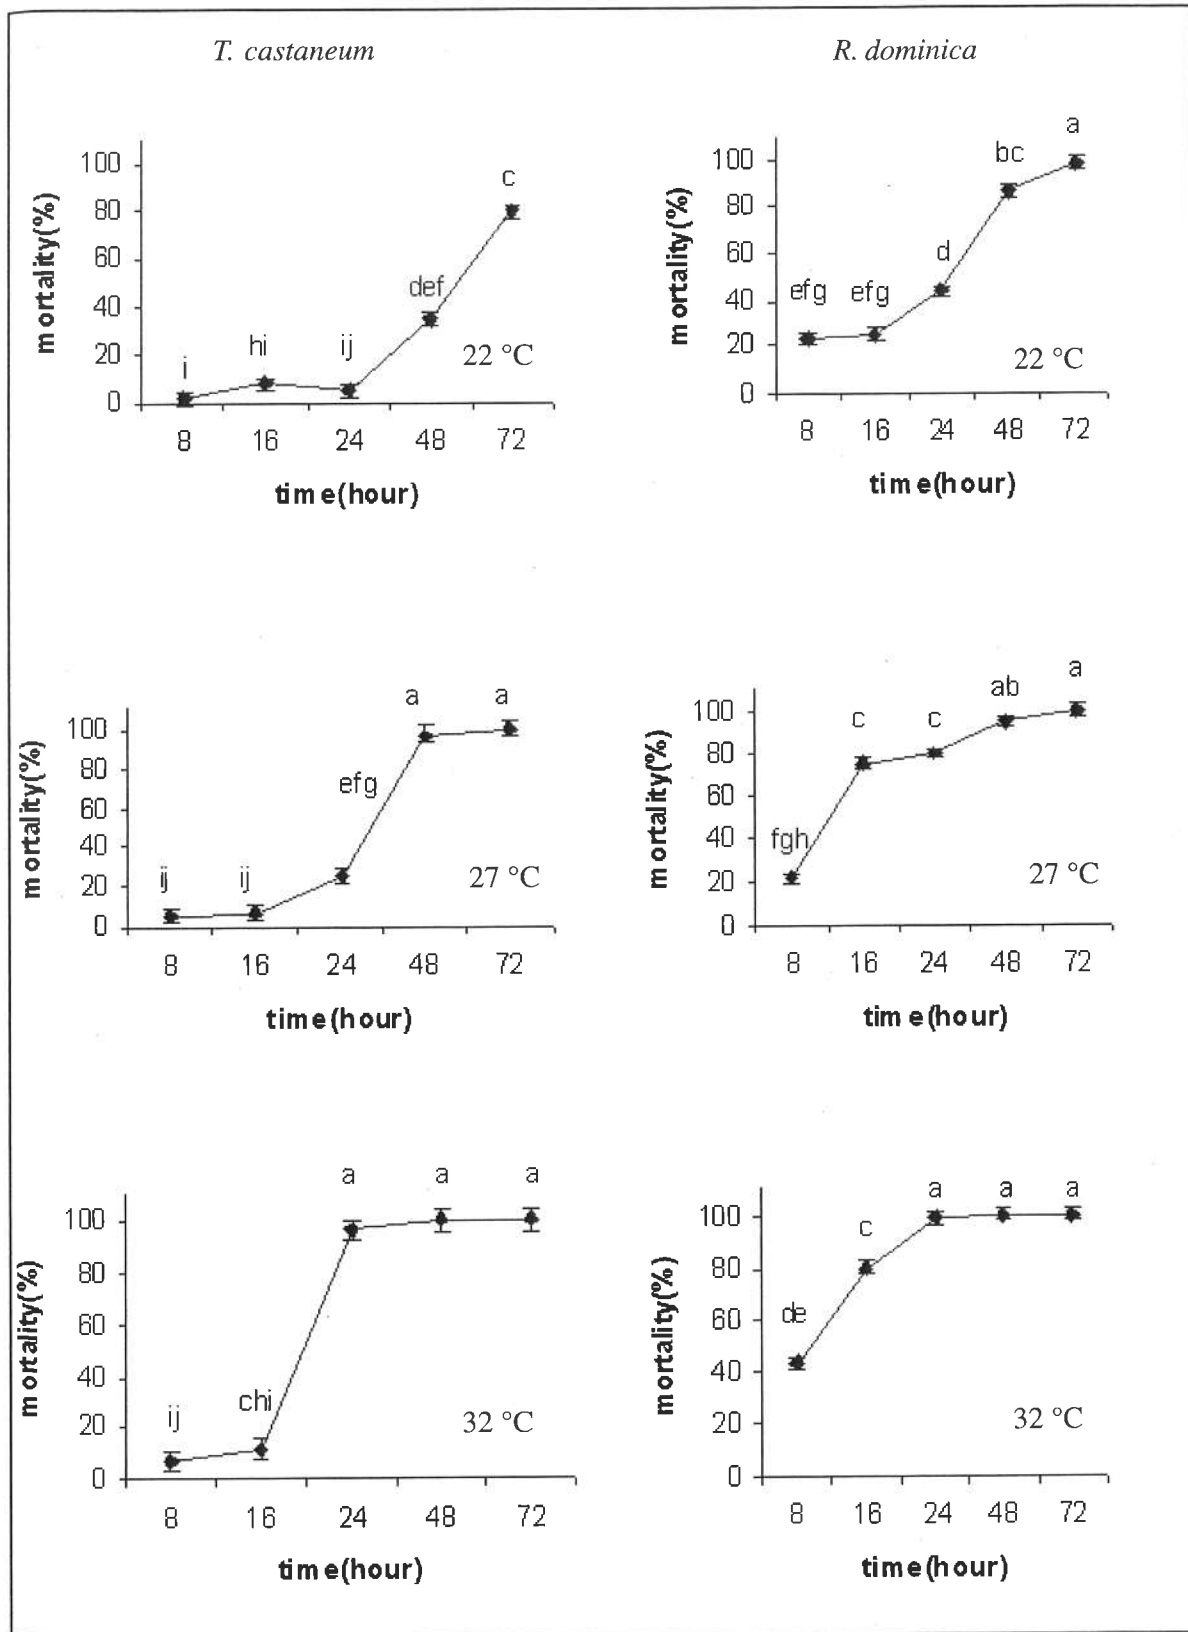 T. castaneum
R. dominica
mortality(%)
100
80
60
40
20
0
i
hi
ij
def
c
22 °C
8 16 24 48 72
time(hour)
mortality(%)
100
80
60
40
20
0
efg
efg
d
bc
a
22 °C
8 16 24 48 72
time(hour)
mortality(%)
100
80
60
40
20
0
ij
ij
efg
a
a
27 °C
8 16 24 48 72
time(hour)
mortality(%)
100
80
60
40
20
0
fgh
c
c
ab
a
27 °C
8 16 24 48 72
time(hour)
mortality(%)
100
80
60
40
20
0
ij
chi
a
a
a
32 °C
8 16 24 48 72
time(hour)
mortality(%)
100
80
60
40
20
0
de
c
a
a
a
32 °C
8 16 24 48 72
time(hour)